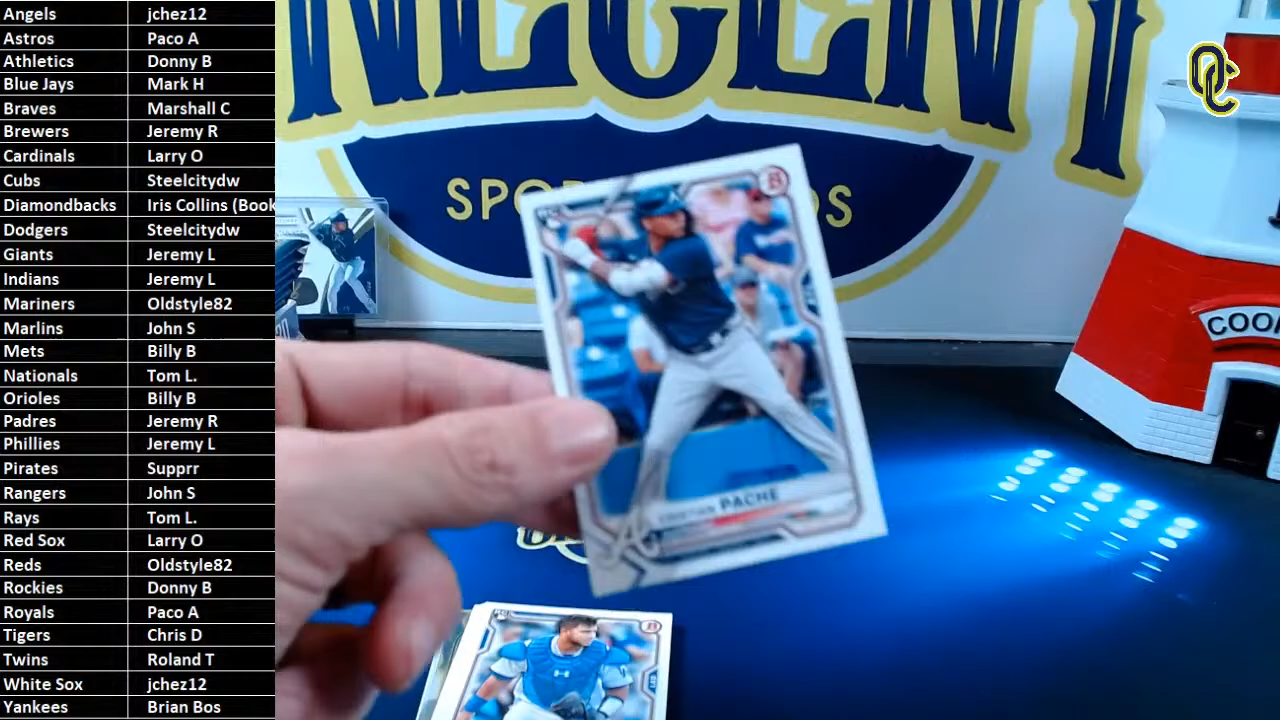 Angels jchez12
Astros Paco A
Athletics Donny B
Blue Jays Mark H
Braves Marshall C
Brewers Jeremy R
Cardinals Larry O
Cubs Steelcitydw
Diamondbacks Iris Collins (Book
Dodgers Steelcitydw
Giants Jeremy L
Indians Jeremy L
Mariners Oldstyle82
Marlins John S
Mets Billy B
Nationals Tom L.
Orioles Billy B
Padres Jeremy R
Phillies Jeremy L
Pirates Supprr
Rangers John S
Rays Tom L.
Red Sox Larry O
Reds Oldstyle82
Rockies Donny B
Royals Paco A
Tigers Chris D
Twins Roland T
White Sox jchez12
Yankees Brian Bos
OC
B
PACHE
A
COO
B